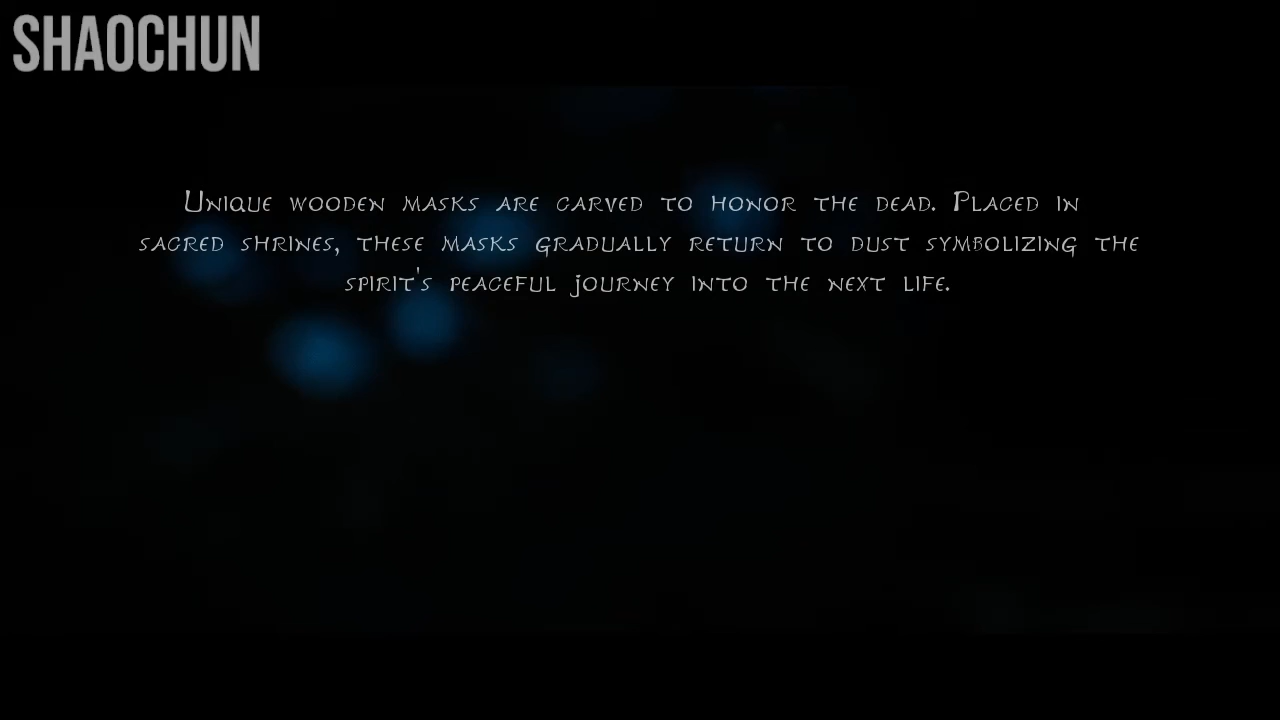 SHAOCHUN
Unique wooden masks are carved to honor the dead. Placed in
sacred shrines, these masks gradually return to dust symbolizing the
spirit's peaceful journey into the next life.